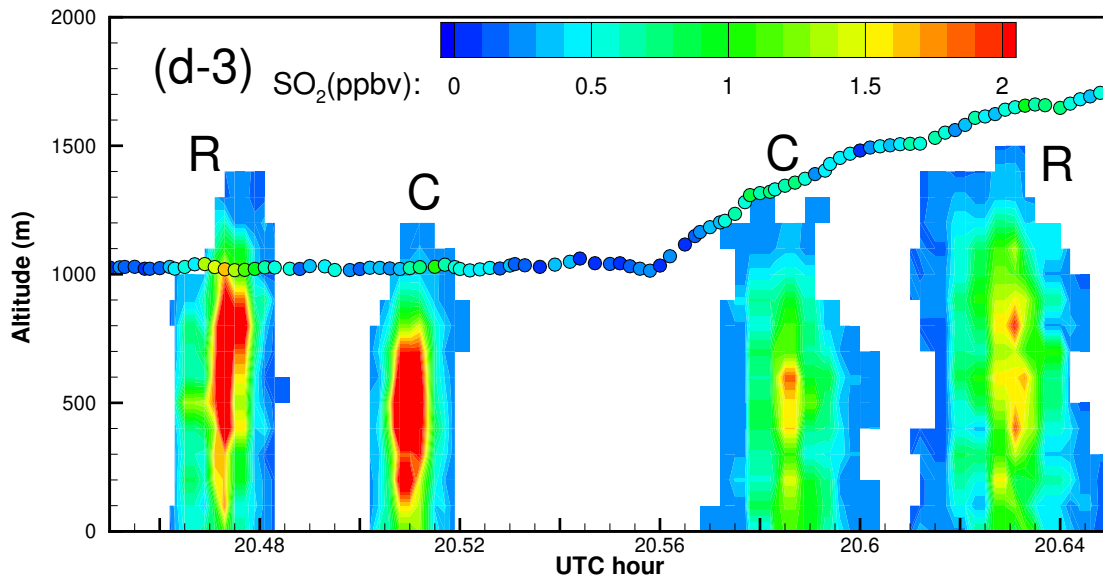 2000
(d-3)
SO2(ppbv): 0 0.5 1 1.5 2
1500
R
C
C
R
1000
500
0
Altitude (m)
20.48 20.52 20.56 20.6 20.64
UTC hour